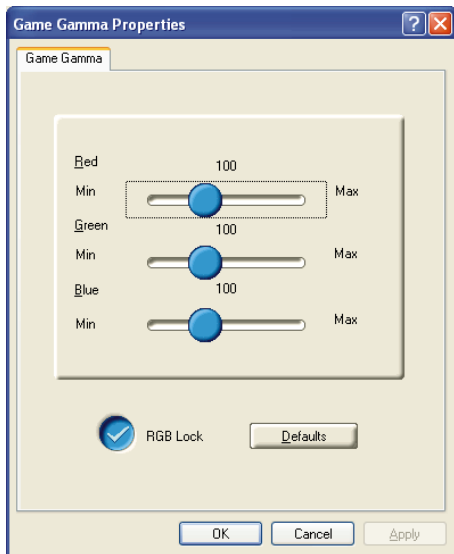 Game Gamma Properties
?
X
Game Gamma
Red
100
Min Max
Green
100
Min Max
Blue
100
Min Max
RGB Lock
Defaults
OK Cancel Apply